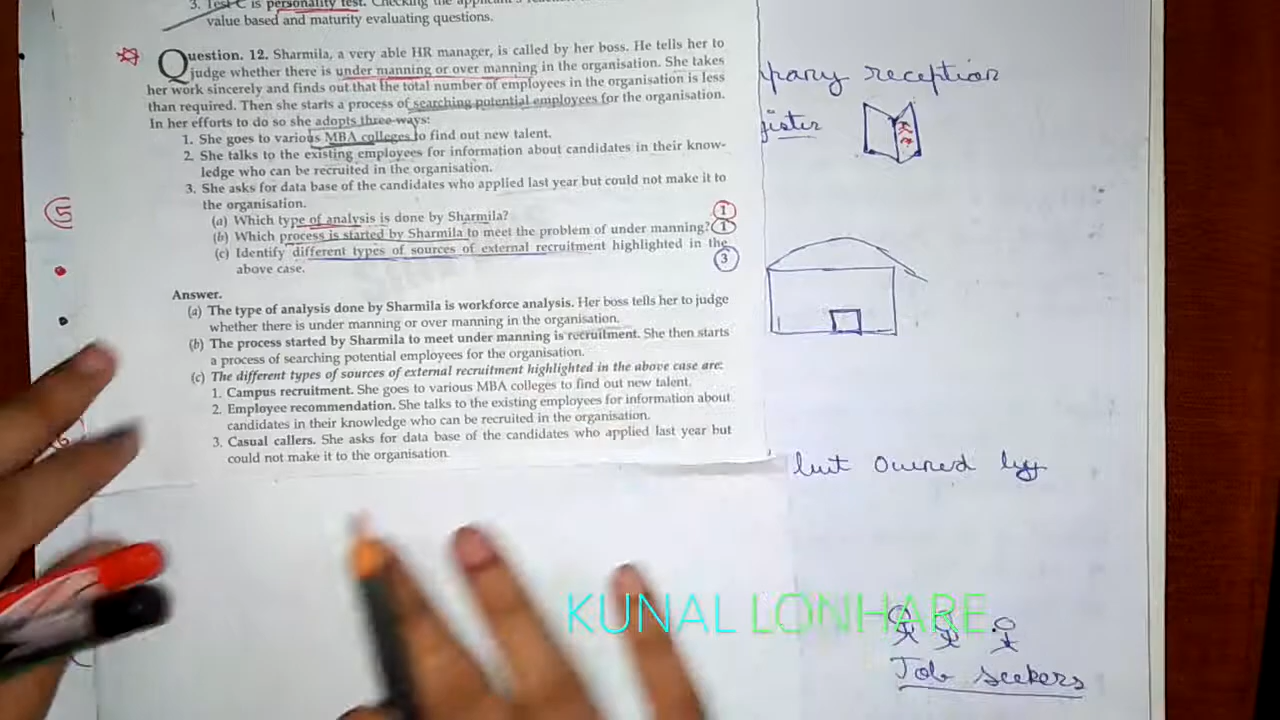 3. Test C is personality test. Checking the applicant's
value based and maturity evaluating questions.
Question. 12. Sharmila, a very able HR manager, is called by her boss. He tells her to
judge whether there is under manning or over manning in the organisation. She takes
her work sincerely and finds out that the total number of employees in the organisation is less
than required. Then she starts a process of searching potential employees for the organisation.
In her efforts to do so she adopts three ways:
1. She goes to various MBA colleges to find out new talent.
2. She talks to the existing employees for information about candidates in their know-
ledge who can be recruited in the organisation.
3. She asks for data base of the candidates who applied last year but could not make it to
the organisation.
(a) Which type of analysis is done by Sharmila? 1
(b) Which process is started by Sharmila to meet the problem of under manning? 1
(c) Identify different types of sources of external recruitment highlighted in the 3
above case.
5
Answer.
(a) The type of analysis done by Sharmila is workforce analysis. Her boss tells her to judge
whether there is under manning or over manning in the organisation.
(b) The process started by Sharmila to meet under manning is recruitment. She then starts
a process of searching potential employees for the organisation.
(c) The different types of sources of external recruitment highlighted in the above case are:
1. Campus recruitment. She goes to various MBA colleges to find out new talent.
2. Employee recommendation. She talks to the existing employees for information about
candidates in their knowledge who can be recruited in the organisation.
3. Casual callers. She asks for data base of the candidates who applied last year but
could not make it to the organisation.
pany reception
gister
but owned by
KUNAL LONHARE
Job seekers